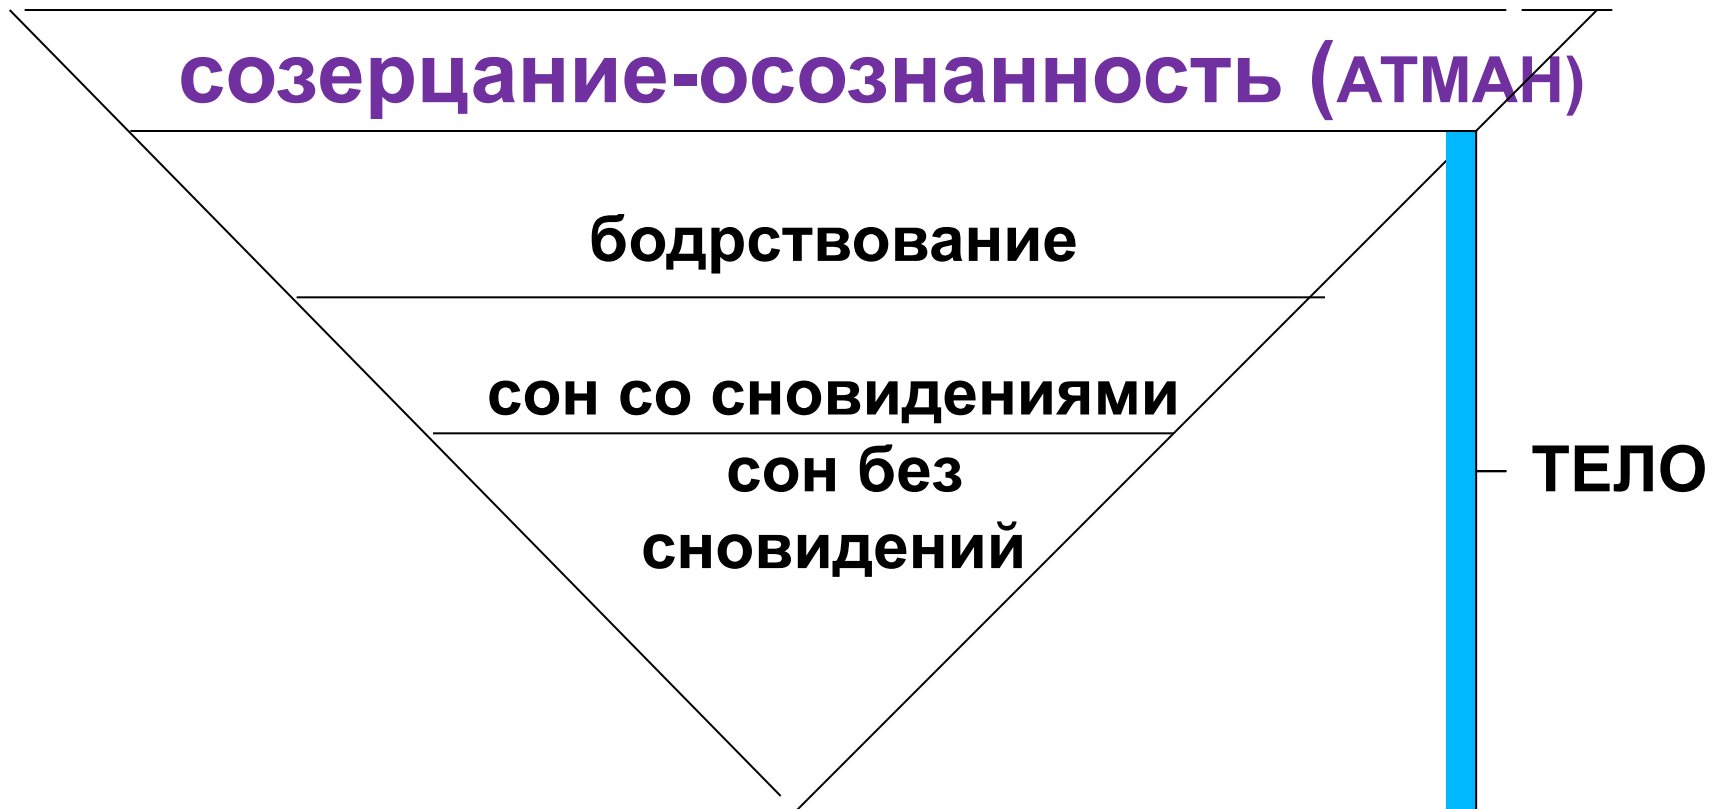 созерцание-осознанность (АТМАН)
бодрствование
сон со сновидениями
сон без
сновидений
ТЕЛО